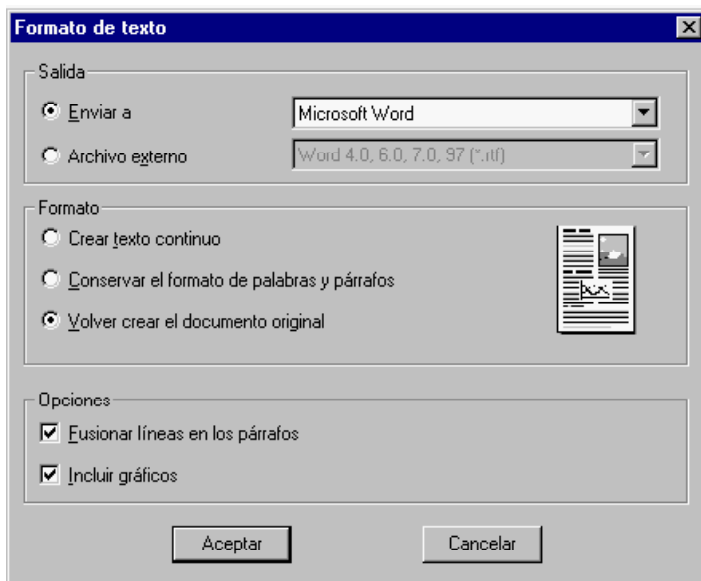 Formato de texto
Salida
Enviar a
Microsoft Word
Archivo externo
Word 4.0, 6.0, 7.0, 97 (*.rtf)
Formato
Crear texto continuo
Conservar el formato de palabras y párrafos
Volver crear el documento original
Opciones
Fusionar líneas en los párrafos
Incluir gráficos
Aceptar
Cancelar